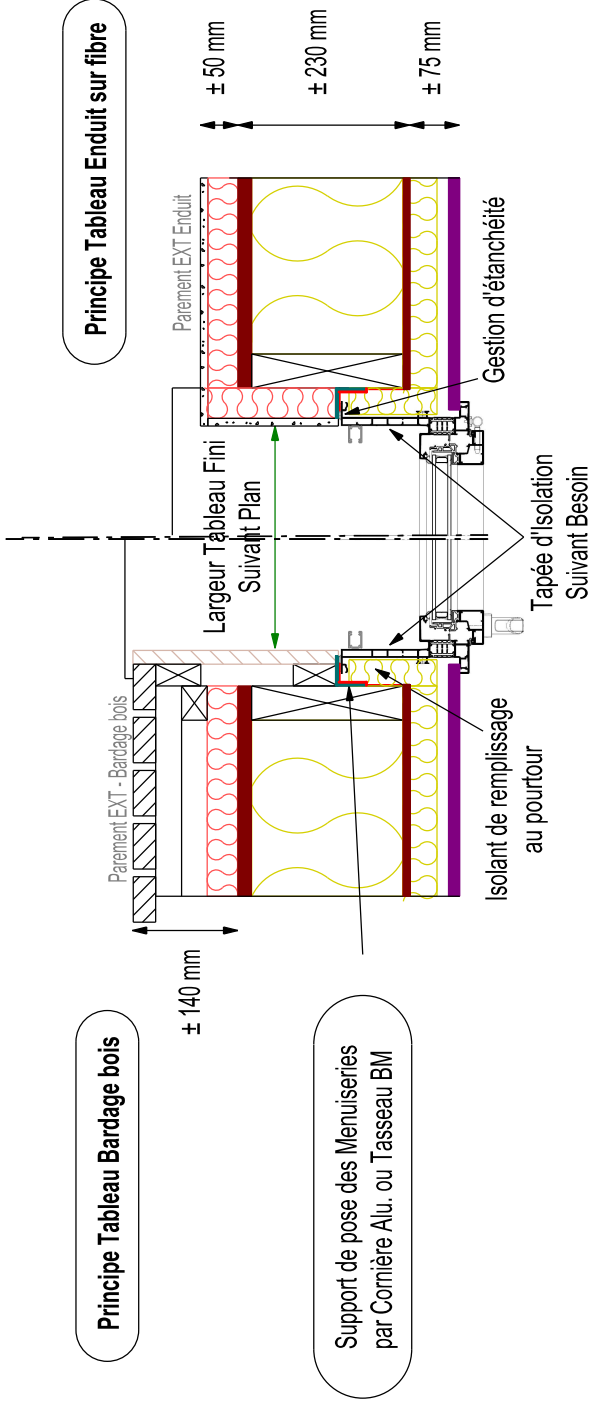 Principe Tableau Bardage bois
Principe Tableau Enduit sur fibre
Parement EXT - Bardage bois
Parement EXT Enduit
± 140 mm
± 50 mm
± 230 mm
± 75 mm
Largeur Tableau Fini
Suivant Plan
Support de pose des Menuiseries
par Cornière Alu. ou Tasseau BM
Isolant de remplissage
au pourtour
Tapée d'Isolation
Suivant Besoin
Gestion d'étanchéité